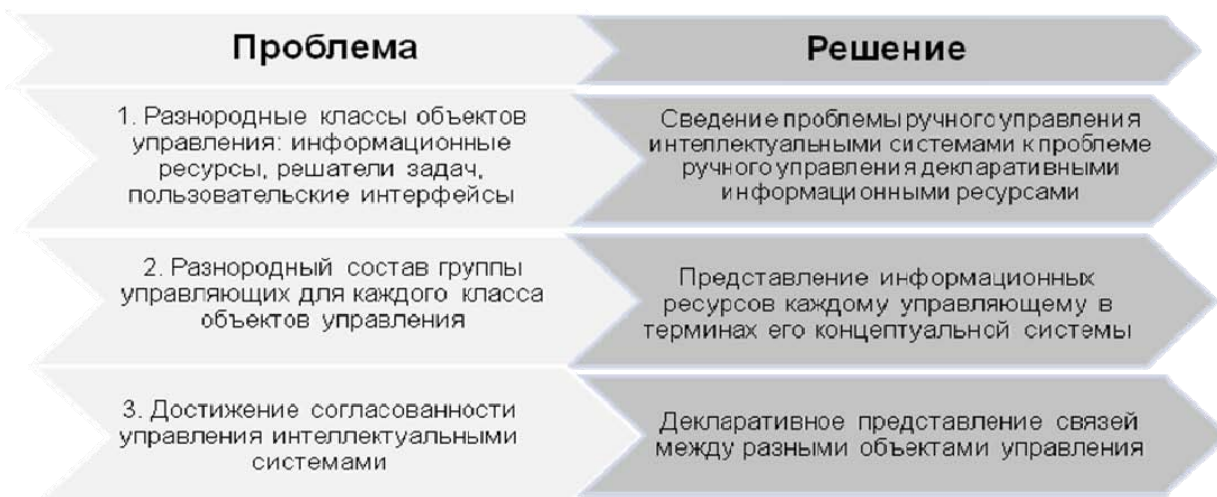 Проблема
Решение
1. Разнородные классы объектов
управления: информационные
ресурсы, решатели задач,
пользовательские интерфейсы
Сведение проблемы ручного управления
интеллектуальными системами к проблеме
ручного управления декларативными
информационными ресурсами
2. Разнородный состав группы
управляющих для каждого класса
объектов управления
Представление информационных
ресурсов каждому управляющему в
терминах его концептуальной системы
3. Достижение согласованности
управления интеллектуальными
системами
Декларативное представление связей
между разными объектами управления